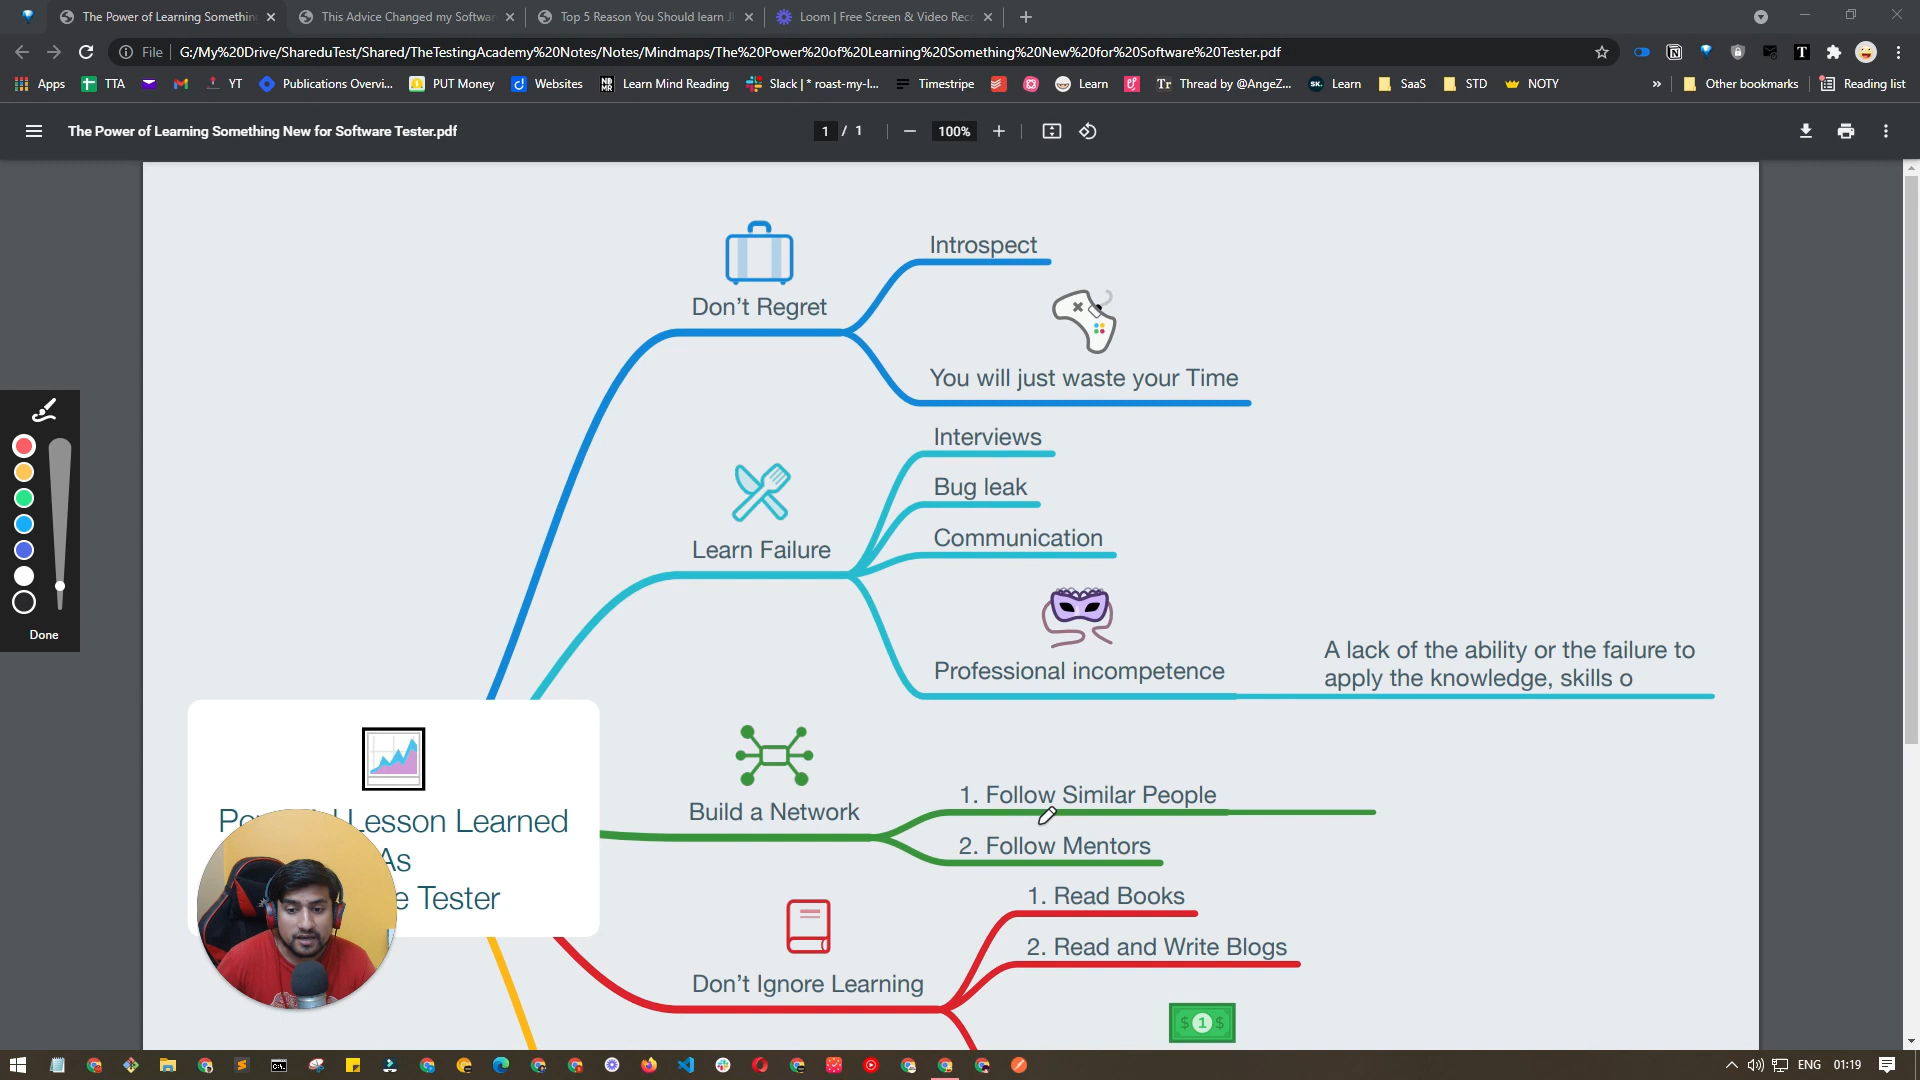 The Power of Learning Somethin
This Advice Changed my Softwar
Top 5 Reason You Should learn JI
Loom | Free Screen & Video Rec
File
G:/My%20Drive/ShareduTest/Shared/TheTestingAcademy%20Notes/Notes/Mindmaps/The%20Power%20of%20Learning%20Something%20New%20for%20Software%20Tester.pdf
Apps
TTA
YT
Publications Overvi...
PUT Money
Websites
Learn Mind Reading
Slack | * roast-my-l...
Timestripe
Learn
Thread by @AngeZ...
Learn
SaaS
STD
NOTY
»
Other bookmarks
Reading list
The Power of Learning Something New for Software Tester.pdf
1 / 1
100%
Introspect
Don't Regret
You will just waste your Time
Interviews
Bug leak
Communication
Learn Failure
Professional incompetence
A lack of the ability or the failure to
apply the knowledge, skills o
Done
1. Follow Similar People
Build a Network
2. Follow Mentors
Lesson Learned
As
Tester
1. Read Books
2. Read and Write Blogs
Don't Ignore Learning
$ 1 $
ENG
01:19